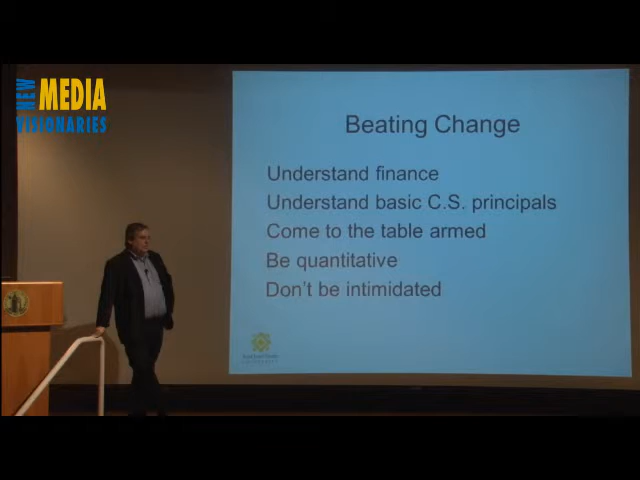 NEW
MEDIA
VISIONARIES
Beating Change
Understand finance
Understand basic C.S. principals
Come to the table armed
Be quantitative
Don't be intimidated